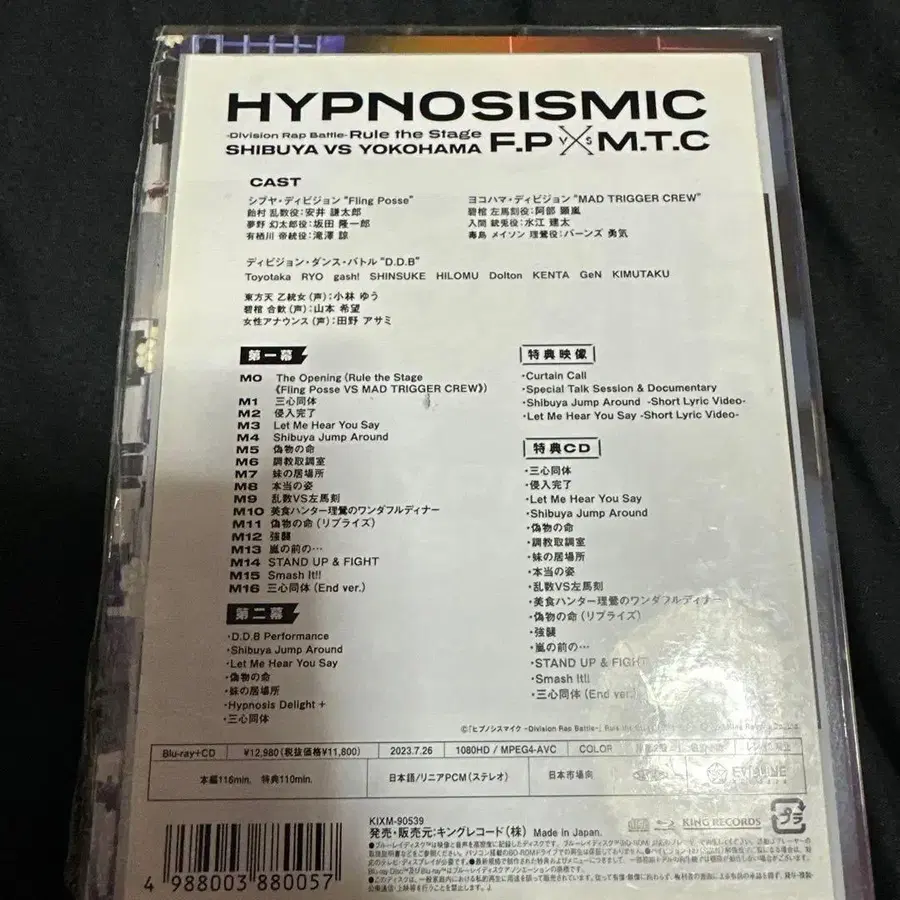 HYPNOSISMIC
-Division Rap Battle- Rule the Stage
SHIBUYA VS YOKOHAMA F.P VS M.T.C
CAST
シブヤ・ディビジョン "Fling Posse"
飴村 乱数役:安井 謙太郎
夢野 幻太郎役:坂田 隆一郎
有栖川 帝統役:滝澤 諒
ヨコハマ・ディビジョン "MAD TRIGGER CREW"
碧棺 左馬刻役:阿部 顕嵐
入間 銃兎役:水江 建太
毒島 メイソン 理鶯役:バーンズ 勇気
ディビジョン・ダンス・バトル "D.D.B"
Toyotaka RYO gash! SHINSUKE HILOMU Dolton KENTA GeN KIMUTAKU
東方天 乙統女(声):小林 ゆう
碧棺 合歓(声):山本 希望
女性アナウンス(声):田野 アサミ
第一幕
M0 The Opening (Rule the Stage
《Fling Posse VS MAD TRIGGER CREW》)
M1 三心同体
M2 侵入完了
M3 Let Me Hear You Say
M4 Shibuya Jump Around
M5 偽物の命
M6 調教取調室
M7 妹の居場所
M8 本当の姿
M9 乱数VS左馬刻
M10 美食ハンター理鶯のワンダフルディナー
M11 偽物の命(リプライズ)
M12 強襲
M13 嵐の前の…
M14 STAND UP & FIGHT
M15 Smash It!!
M16 三心同体 (End ver.)
第二幕
・D.D.B Performance
・Shibuya Jump Around
・Let Me Hear You Say
・偽物の命
・妹の居場所
・Hypnosis Delight +
・三心同体
特典映像
・Curtain Call
・Special Talk Session & Documentary
・Shibuya Jump Around -Short Lyric Video-
・Let Me Hear You Say -Short Lyric Video-
特典CD
・三心同体
・侵入完了
・Let Me Hear You Say
・Shibuya Jump Around
・偽物の命
・調教取調室
・妹の居場所
・本当の姿
・乱数VS左馬刻
・美食ハンター理鶯のワンダフルディナー
・偽物の命(リプライズ)
・強襲
・嵐の前の…
・STAND UP & FIGHT
・Smash It!!
・三心同体 (End ver.)
©『ヒプノシスマイク -Division Rap Battle-』Rule the
Blu-ray+CD ¥12,980(税抜価格¥11,800) 2023.7.26 1080HD / MPEG4-AVC COLOR
本編116min. 特典110min. 日本語/リニアPCM(ステレオ) 日本市場向
KIXM-90539
発売・販売元:キングレコード(株) Made in Japan.
KING RECORDS
プラ
4 988003 880057